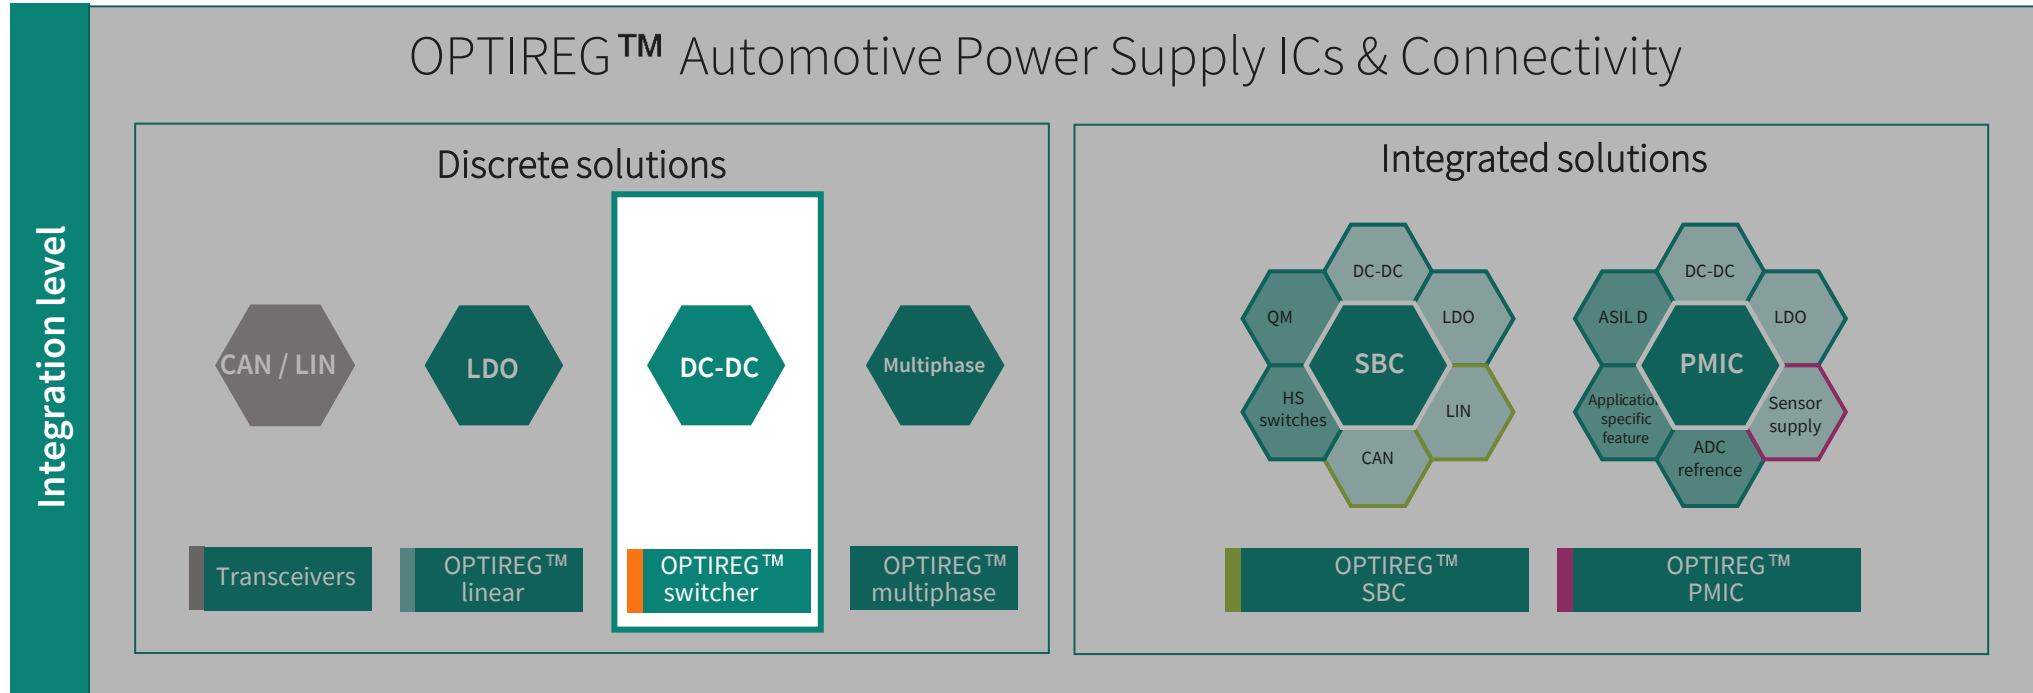 OPTIREG™ Automotive Power Supply ICs & Connectivity
Integration level
Discrete solutions
CAN / LIN
LDO
DC-DC
Multiphase
Transceivers
OPTIREG™
linear
OPTIREG™
switcher
OPTIREG™
multiphase
Integrated solutions
DC-DC
QM
LDO
SBC
HS
switches
LIN
CAN
DC-DC
ASIL D
LDO
PMIC
Applicatio
specific
feature
Sensor
supply
ADC
refrence
OPTIREG™
SBC
OPTIREG™
PMIC